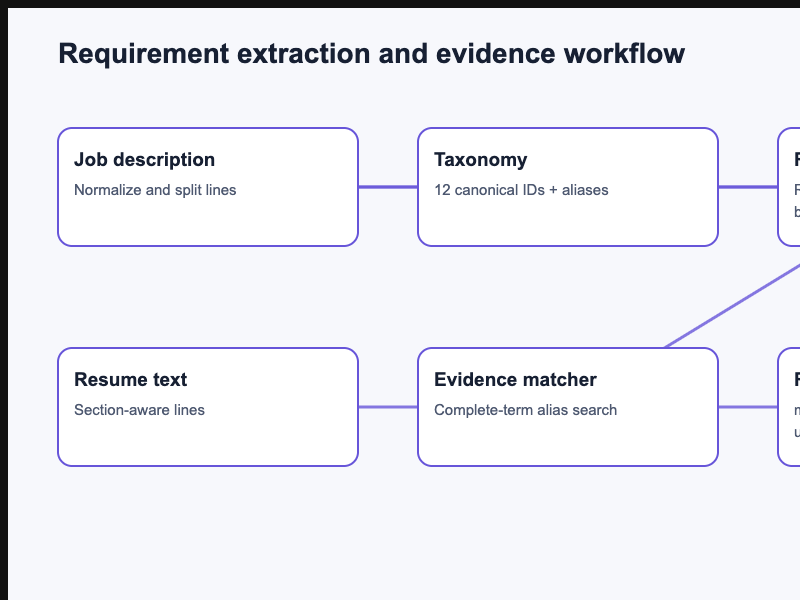 Requirement extraction and evidence workflow
Job description
Normalize and split lines
Taxonomy
12 canonical IDs + aliases
Resume text
Section-aware lines
Evidence matcher
Complete-term alias search